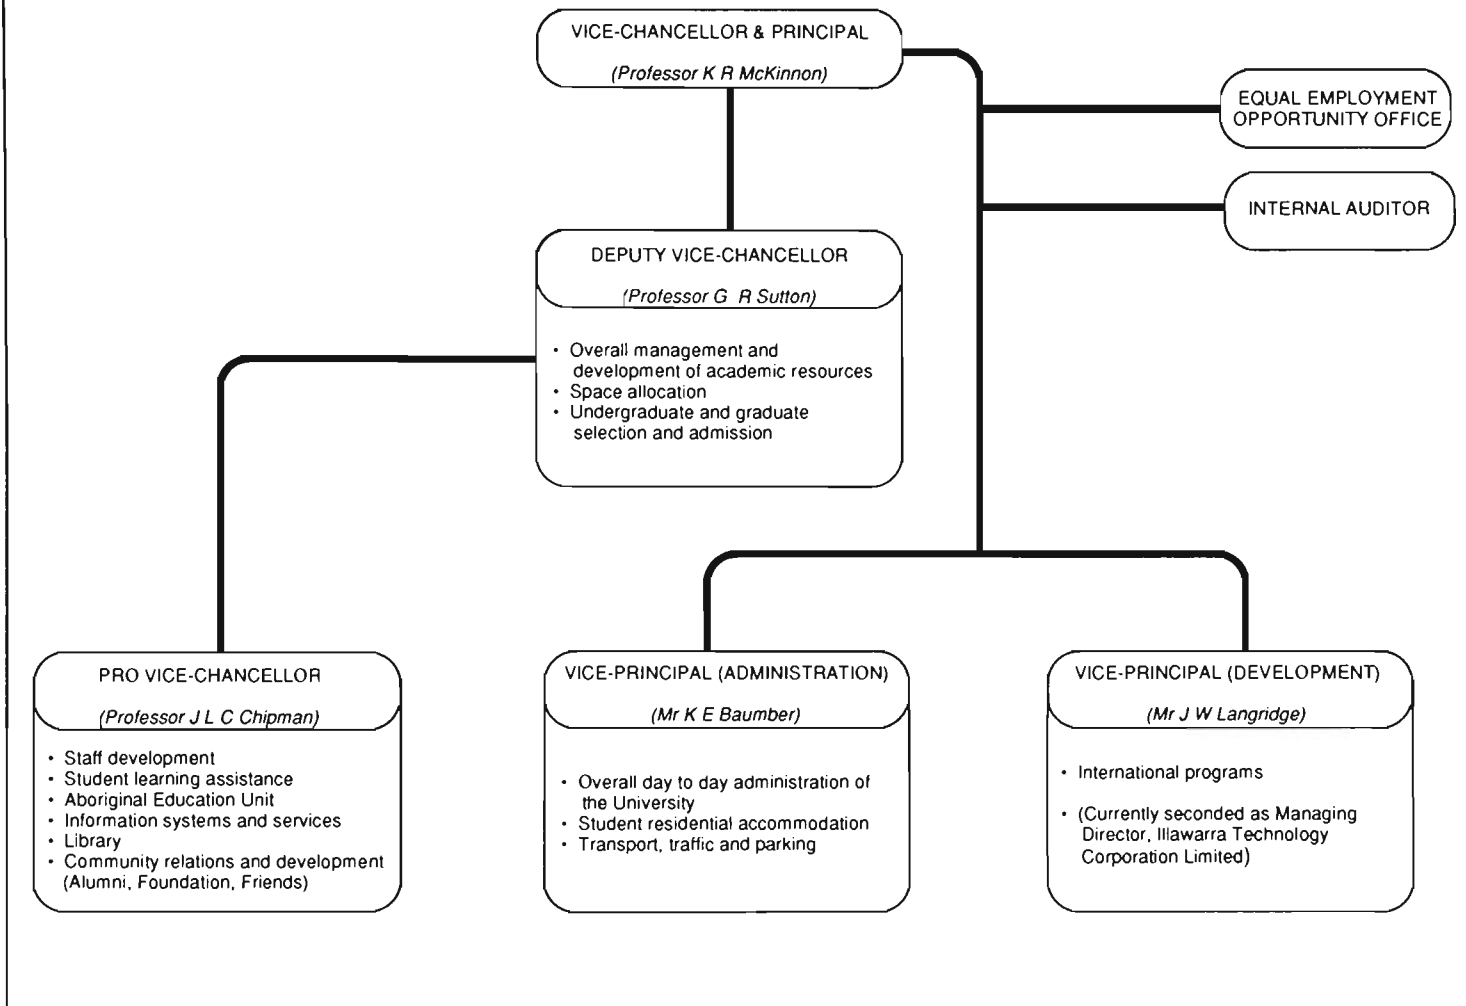 VICE-CHANCELLOR & PRINCIPAL
(Professor K R McKinnon)
EQUAL EMPLOYMENT
OPPORTUNITY OFFICE
INTERNAL AUDITOR
DEPUTY VICE-CHANCELLOR
(Professor G R Sutton)
• Overall management and
development of academic resources
• Space allocation
• Undergraduate and graduate
selection and admission
PRO VICE-CHANCELLOR
(Professor J L C Chipman)
• Staff development
• Student learning assistance
• Aboriginal Education Unit
• Information systems and services
• Library
• Community relations and development
(Alumni, Foundation, Friends)
VICE-PRINCIPAL (ADMINISTRATION)
(Mr K E Baumber)
• Overall day to day administration of
the University
• Student residential accommodation
• Transport, traffic and parking
VICE-PRINCIPAL (DEVELOPMENT)
(Mr J W Langridge)
• International programs
• (Currently seconded as Managing
Director, Illawarra Technology
Corporation Limited)